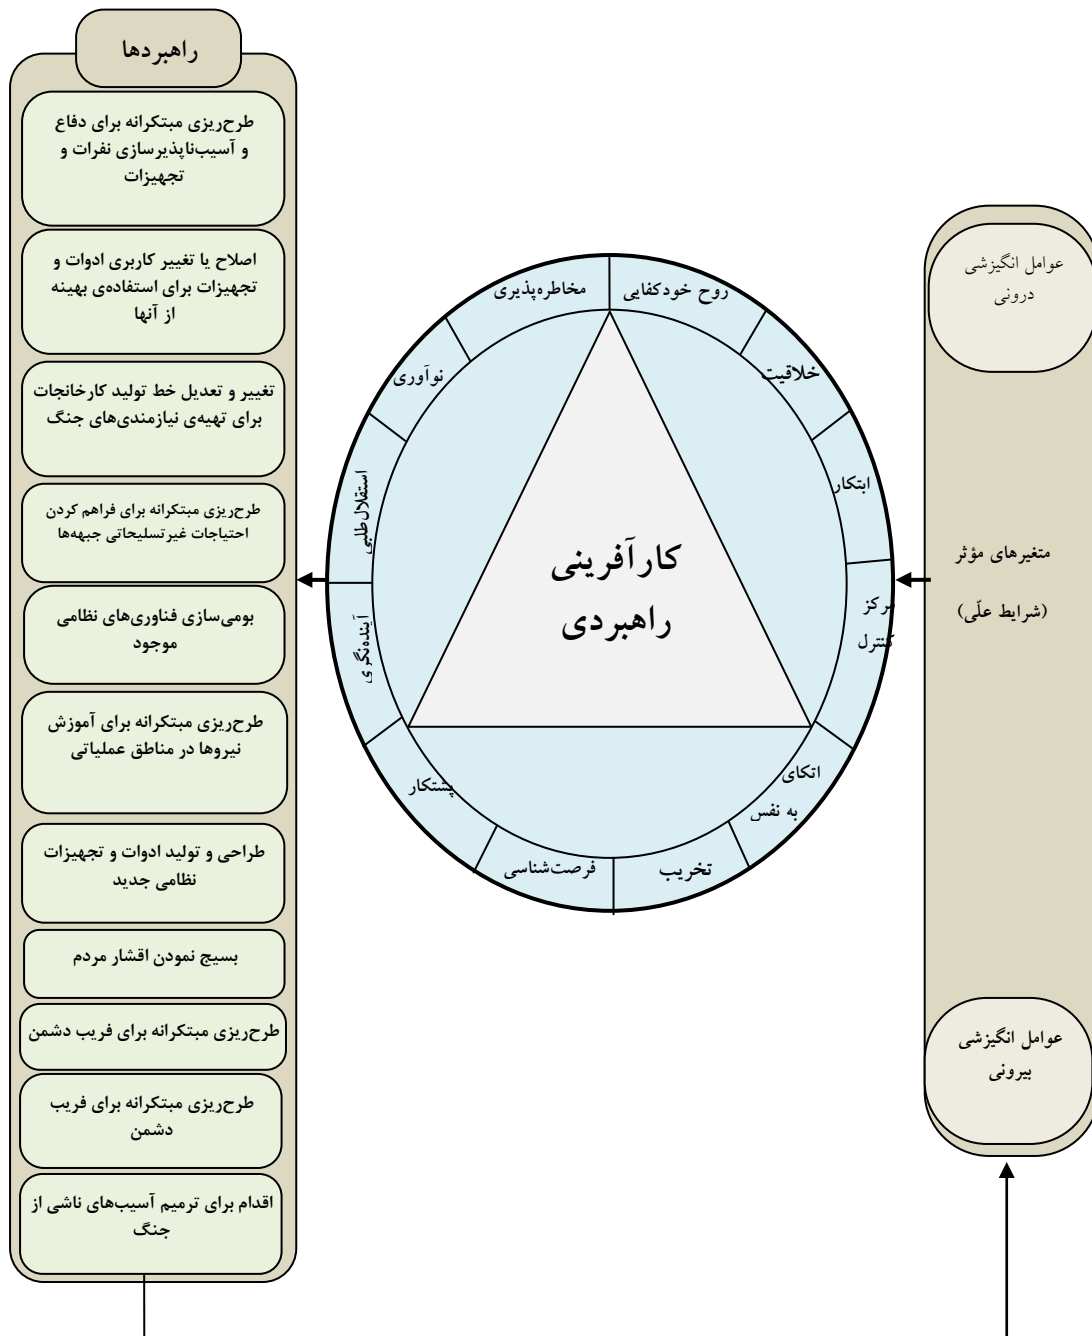 راهبردها
طرح‌ریزی مبتکرانه برای دفاع
و آسیب‌ناپذیرسازی نفرات و
تجهیزات
اصلاح یا تغییر کاربری ادوات و
تجهیزات برای استفاده‌ی بهینه
از آنها
تغییر و تعدیل خط تولید کارخانجات
برای تهیه‌ی نیازمندی‌های جنگ
طرح‌ریزی مبتکرانه برای فراهم کردن
احتیاجات غیرتسلیحاتی جبهه‌ها
بومی‌سازی فناوری‌های نظامی
موجود
طرح‌ریزی مبتکرانه برای آموزش
نیروها در مناطق عملیاتی
طراحی و تولید ادوات و تجهیزات
نظامی جدید
بسیج نمودن اقشار مردم
طرح‌ریزی مبتکرانه برای فریب دشمن
طرح‌ریزی مبتکرانه برای فریب
دشمن
اقدام برای ترمیم آسیب‌های ناشی از
جنگ
روح خودکفایی
خلاقیت
ابتکار
مرکز
کنترل
اتکای
به نفس
تخریب
فرصت‌شناسی
پشتکار
آینده‌نگری
استقلال‌طلبی
نوآوری
مخاطره‌پذیری
کارآفرینی
راهبردی
عوامل انگیزشی
درونی
متغیرهای مؤثر
(شرایط علّی)
عوامل انگیزشی
بیرونی